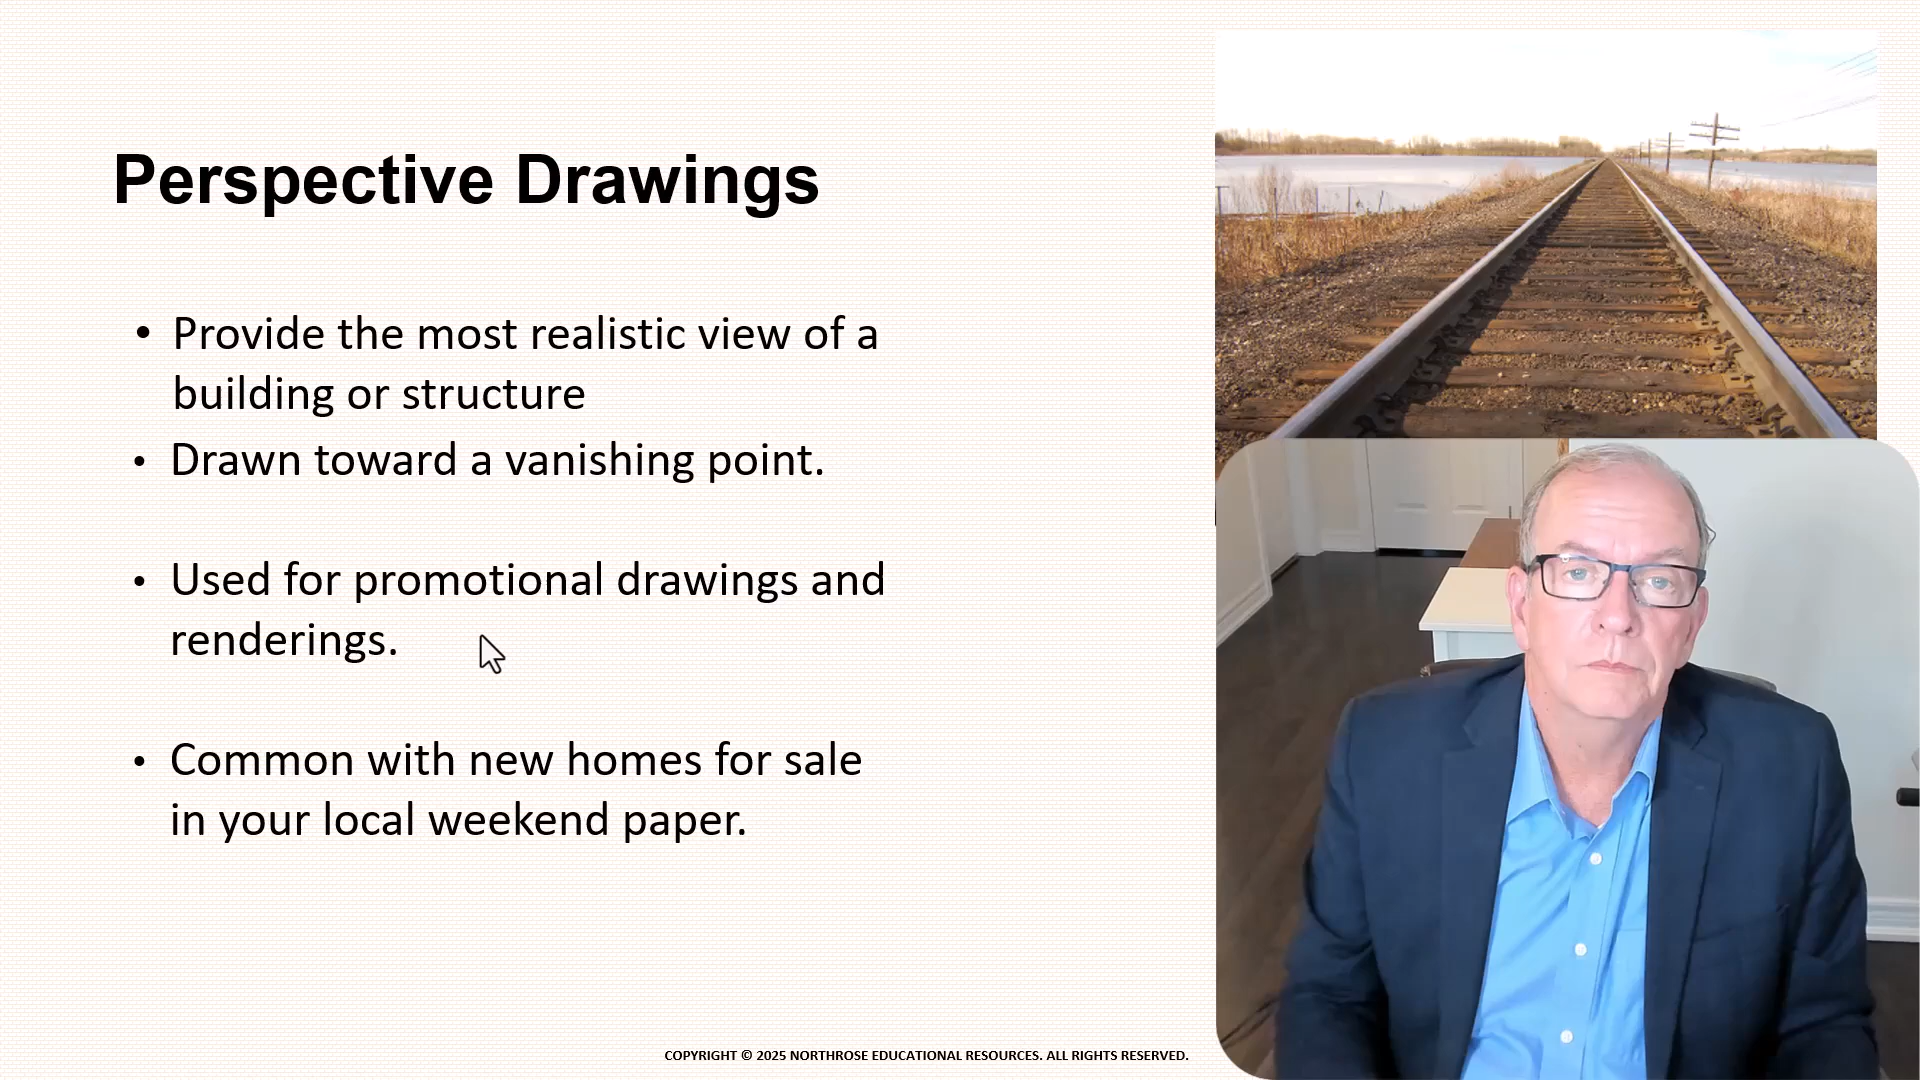 Perspective Drawings
• Provide the most realistic view of a
building or structure
• Drawn toward a vanishing point.
• Used for promotional drawings and
renderings.
• Common with new homes for sale
in your local weekend paper.
COPYRIGHT © 2025 NORTHROSE EDUCATIONAL RESOURCES. ALL RIGHTS RESERVED.